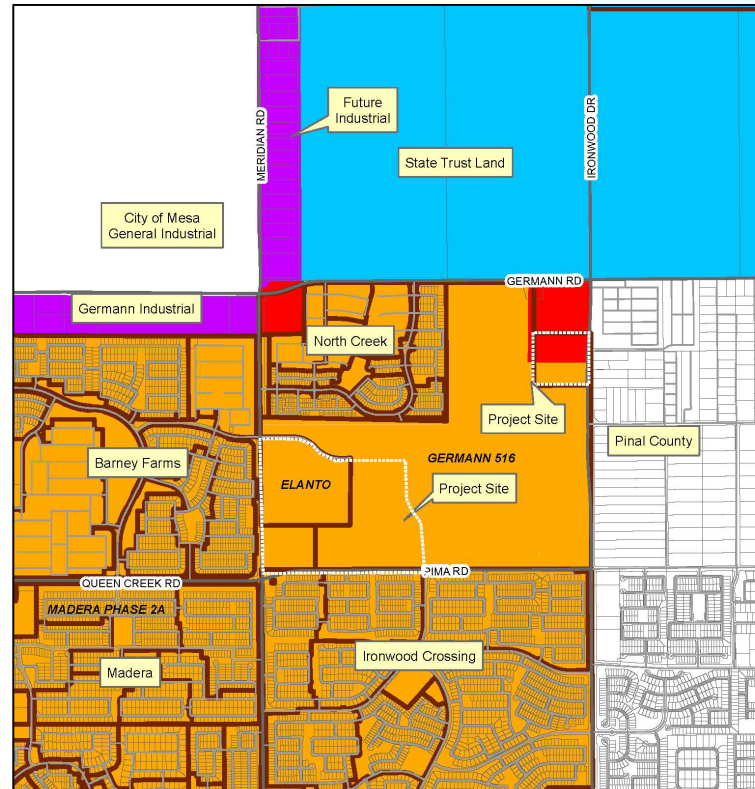 MERIDIAN RD
Future
Industrial
IRONWOOD DR
State Trust Land
City of Mesa
General Industrial
GERMANN RD
Germann Industrial
North Creek
Project Site
Pinal County
Barney Farms
GERMANN 516
ELANTO
Project Site
PIMA RD
QUEEN CREEK RD
MADERA PHASE 2A
Madera
Ironwood Crossing